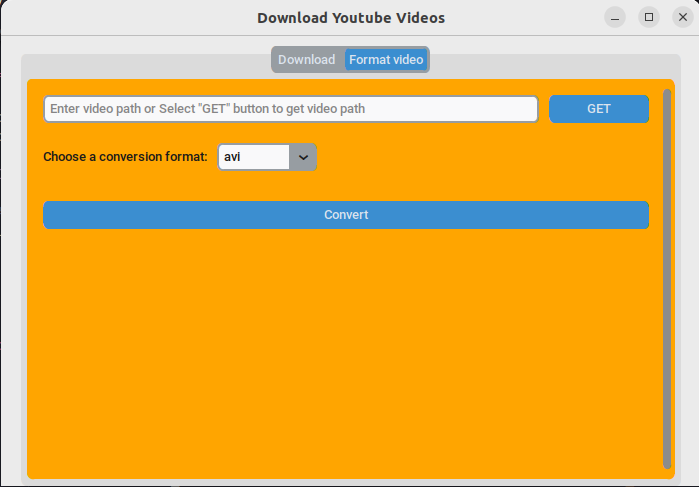 Download Youtube Videos
Download Format video
Enter video path or Select "GET" button to get video path GET
Choose a conversion format: avi
Convert